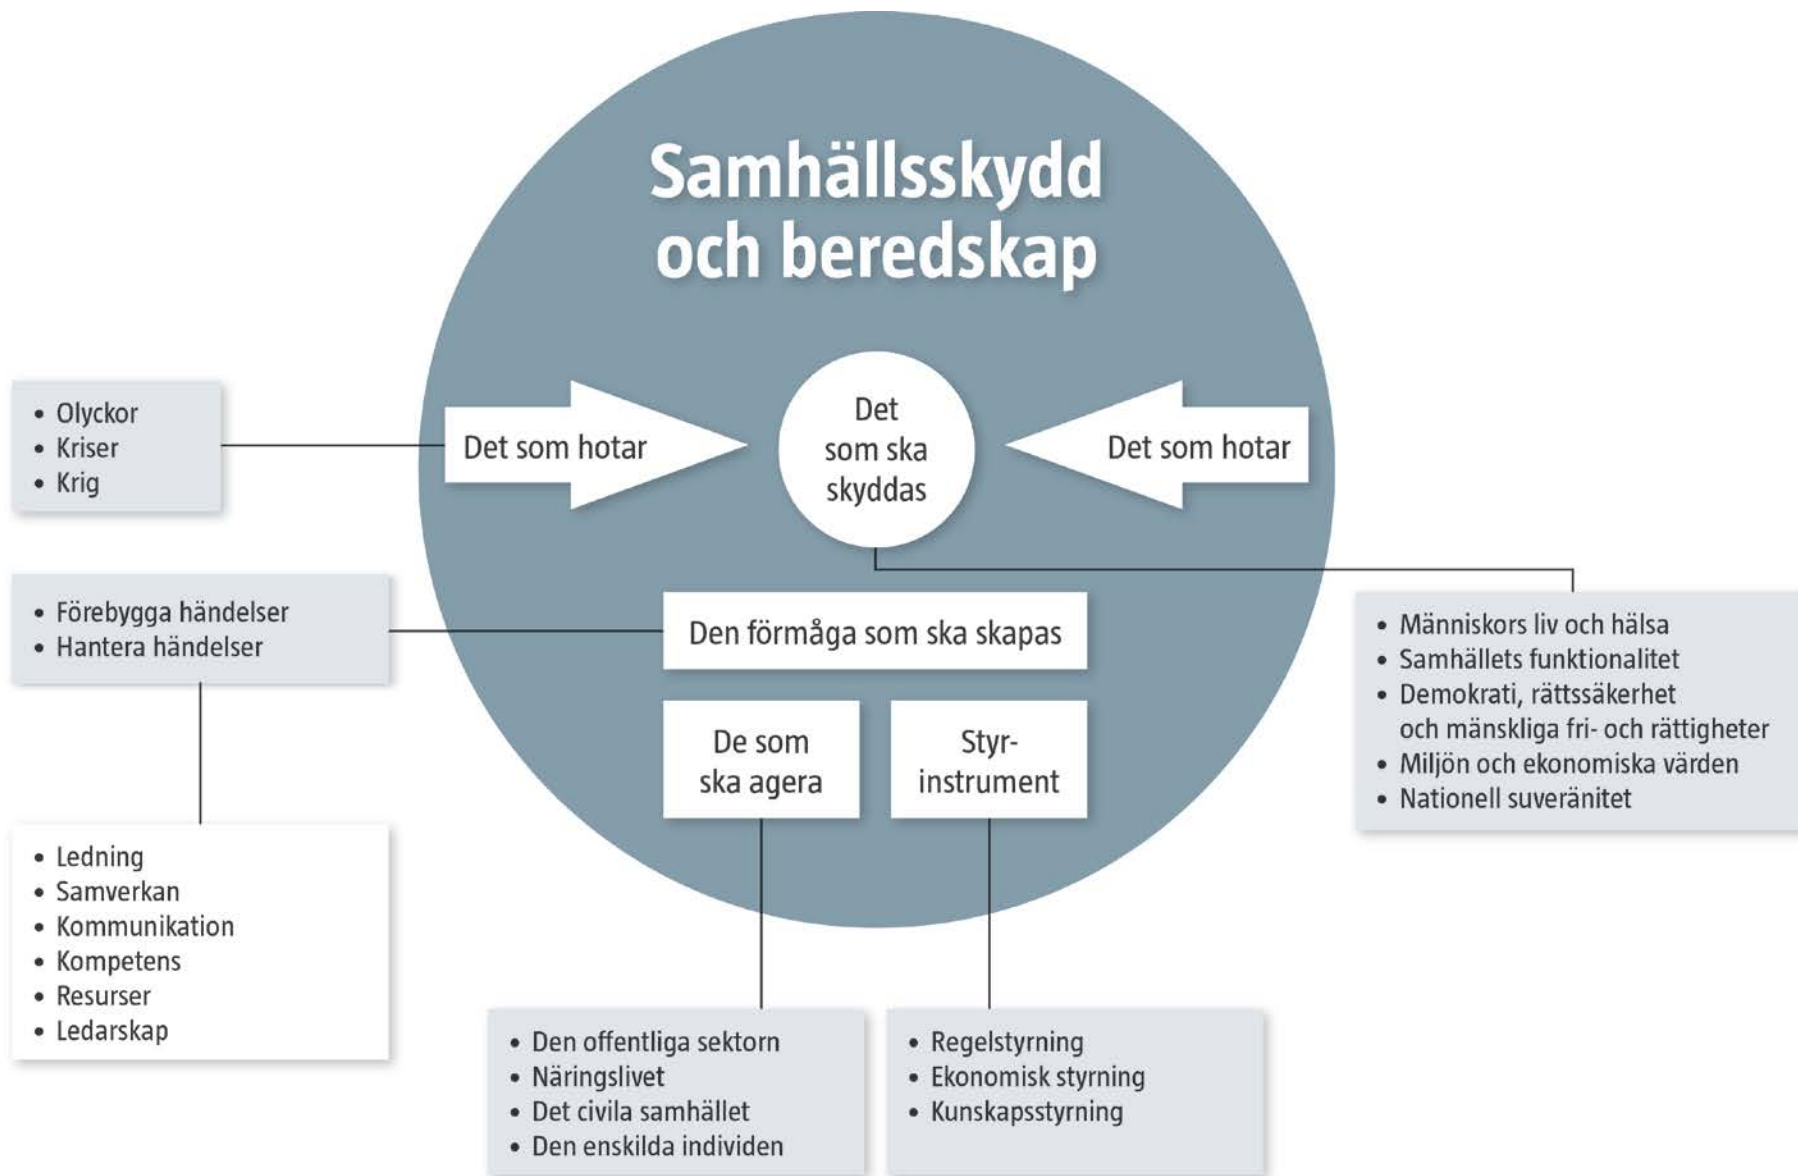 Samhällsskydd
och beredskap
• Olyckor
• Kriser
• Krig
Det som hotar
Det
som ska
skyddas
Det som hotar
• Förebygga händelser
• Hantera händelser
Den förmåga som ska skapas
• Människors liv och hälsa
• Samhällets funktionalitet
• Demokrati, rättssäkerhet
och mänskliga fri- och rättigheter
• Miljön och ekonomiska värden
• Nationell suveränitet
De som
ska agera
Styr-
instrument
• Ledning
• Samverkan
• Kommunikation
• Kompetens
• Resurser
• Ledarskap
• Den offentliga sektorn
• Näringslivet
• Det civila samhället
• Den enskilda individen
• Regelstyrning
• Ekonomisk styrning
• Kunskapsstyrning